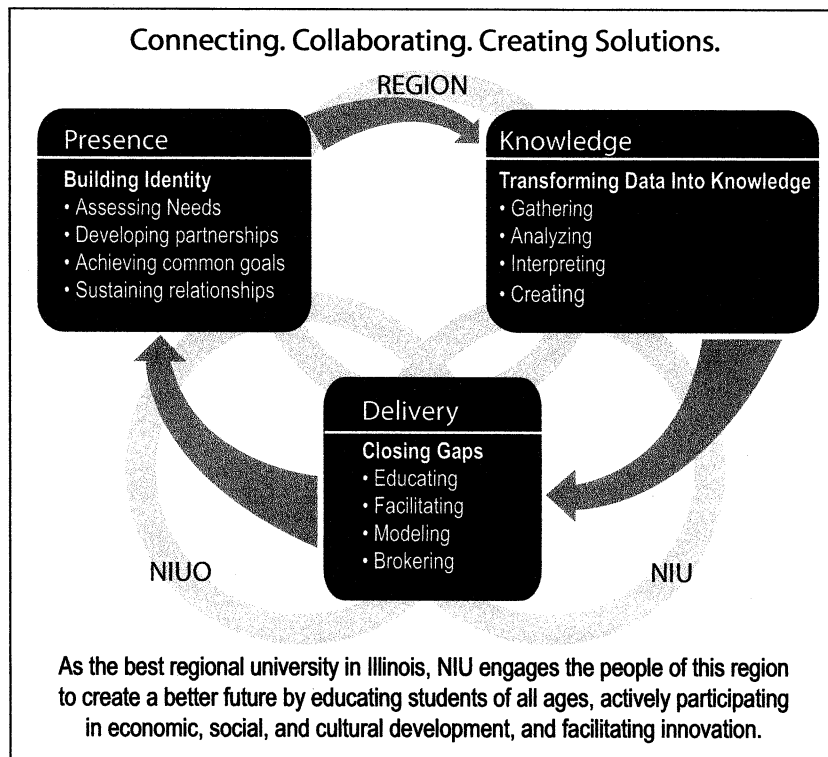 Connecting. Collaborating. Creating Solutions.
REGION
Presence
Building Identity
• Assessing Needs
• Developing partnerships
• Achieving common goals
• Sustaining relationships
Knowledge
Transforming Data Into Knowledge
• Gathering
• Analyzing
• Interpreting
• Creating
Delivery
Closing Gaps
• Educating
• Facilitating
• Modeling
• Brokering
NIUO
NIU
As the best regional university in Illinois, NIU engages the people of this region
to create a better future by educating students of all ages, actively participating
in economic, social, and cultural development, and facilitating innovation.